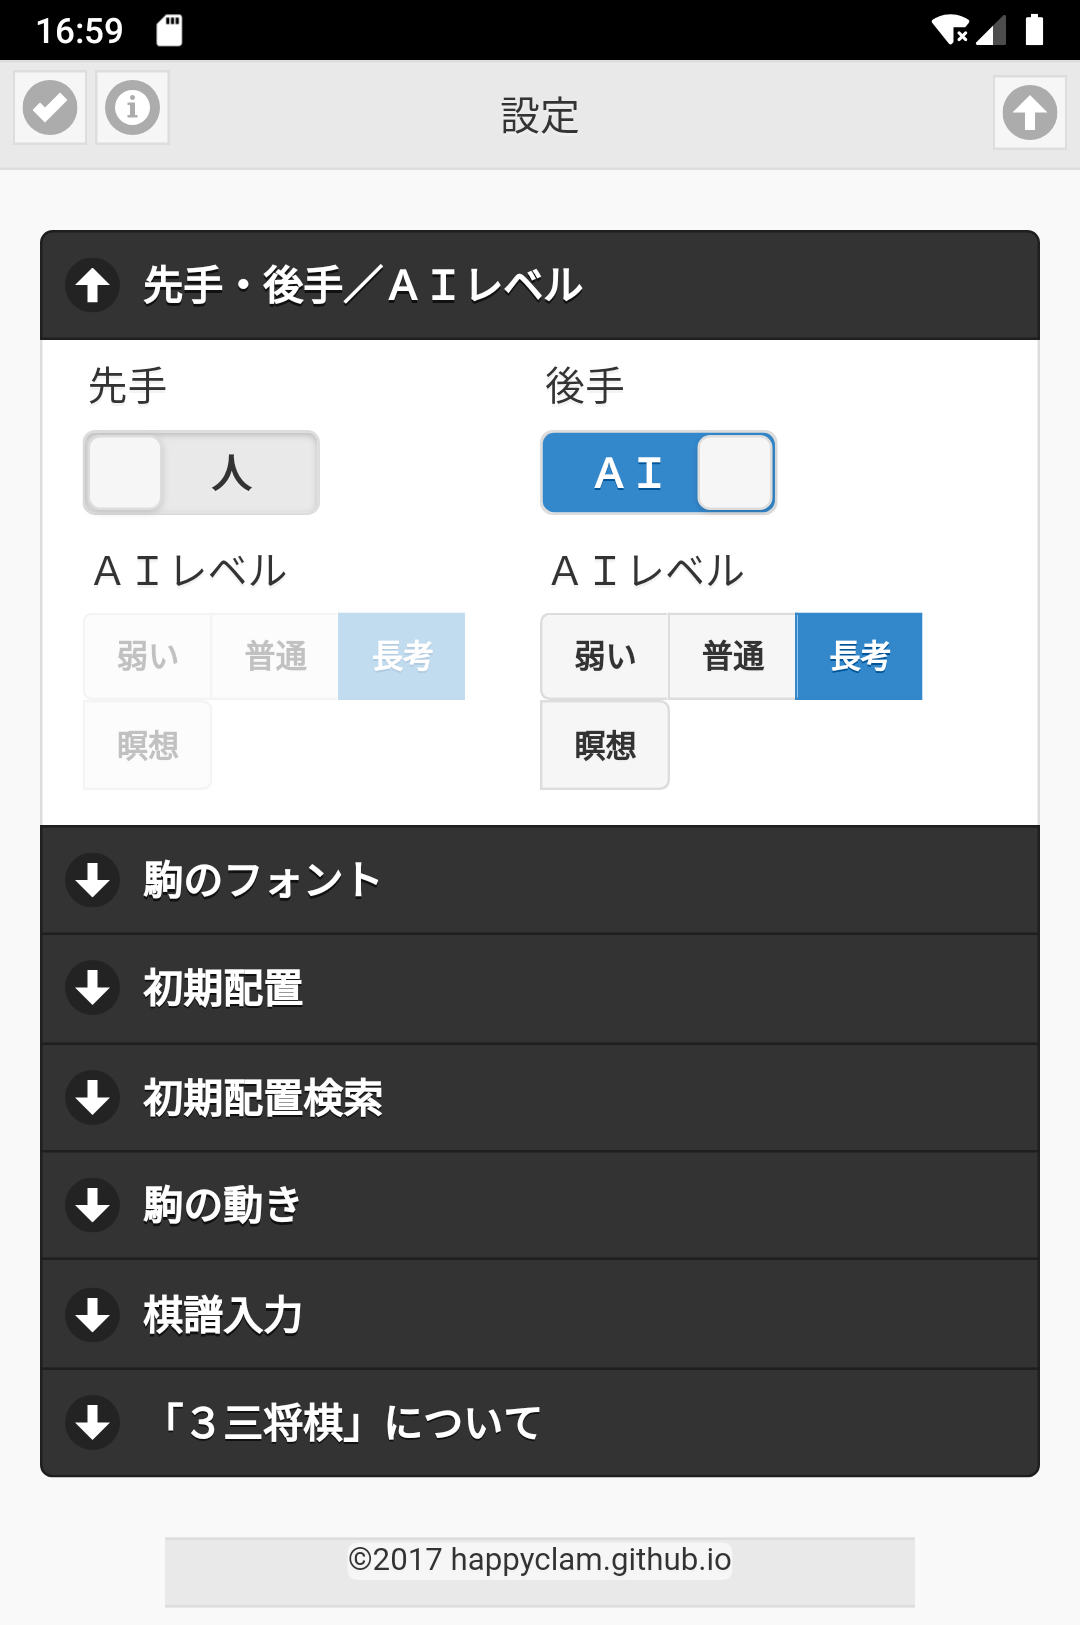 16:59
設定
先手・後手／ＡＩレベル
先手 後手
人 ＡＩ
ＡＩレベル ＡＩレベル
弱い 普通 長考 弱い 普通 長考
瞑想 瞑想
駒のフォント
初期配置
初期配置検索
駒の動き
棋譜入力
「３三将棋」について
©2017 happyclam.github.io